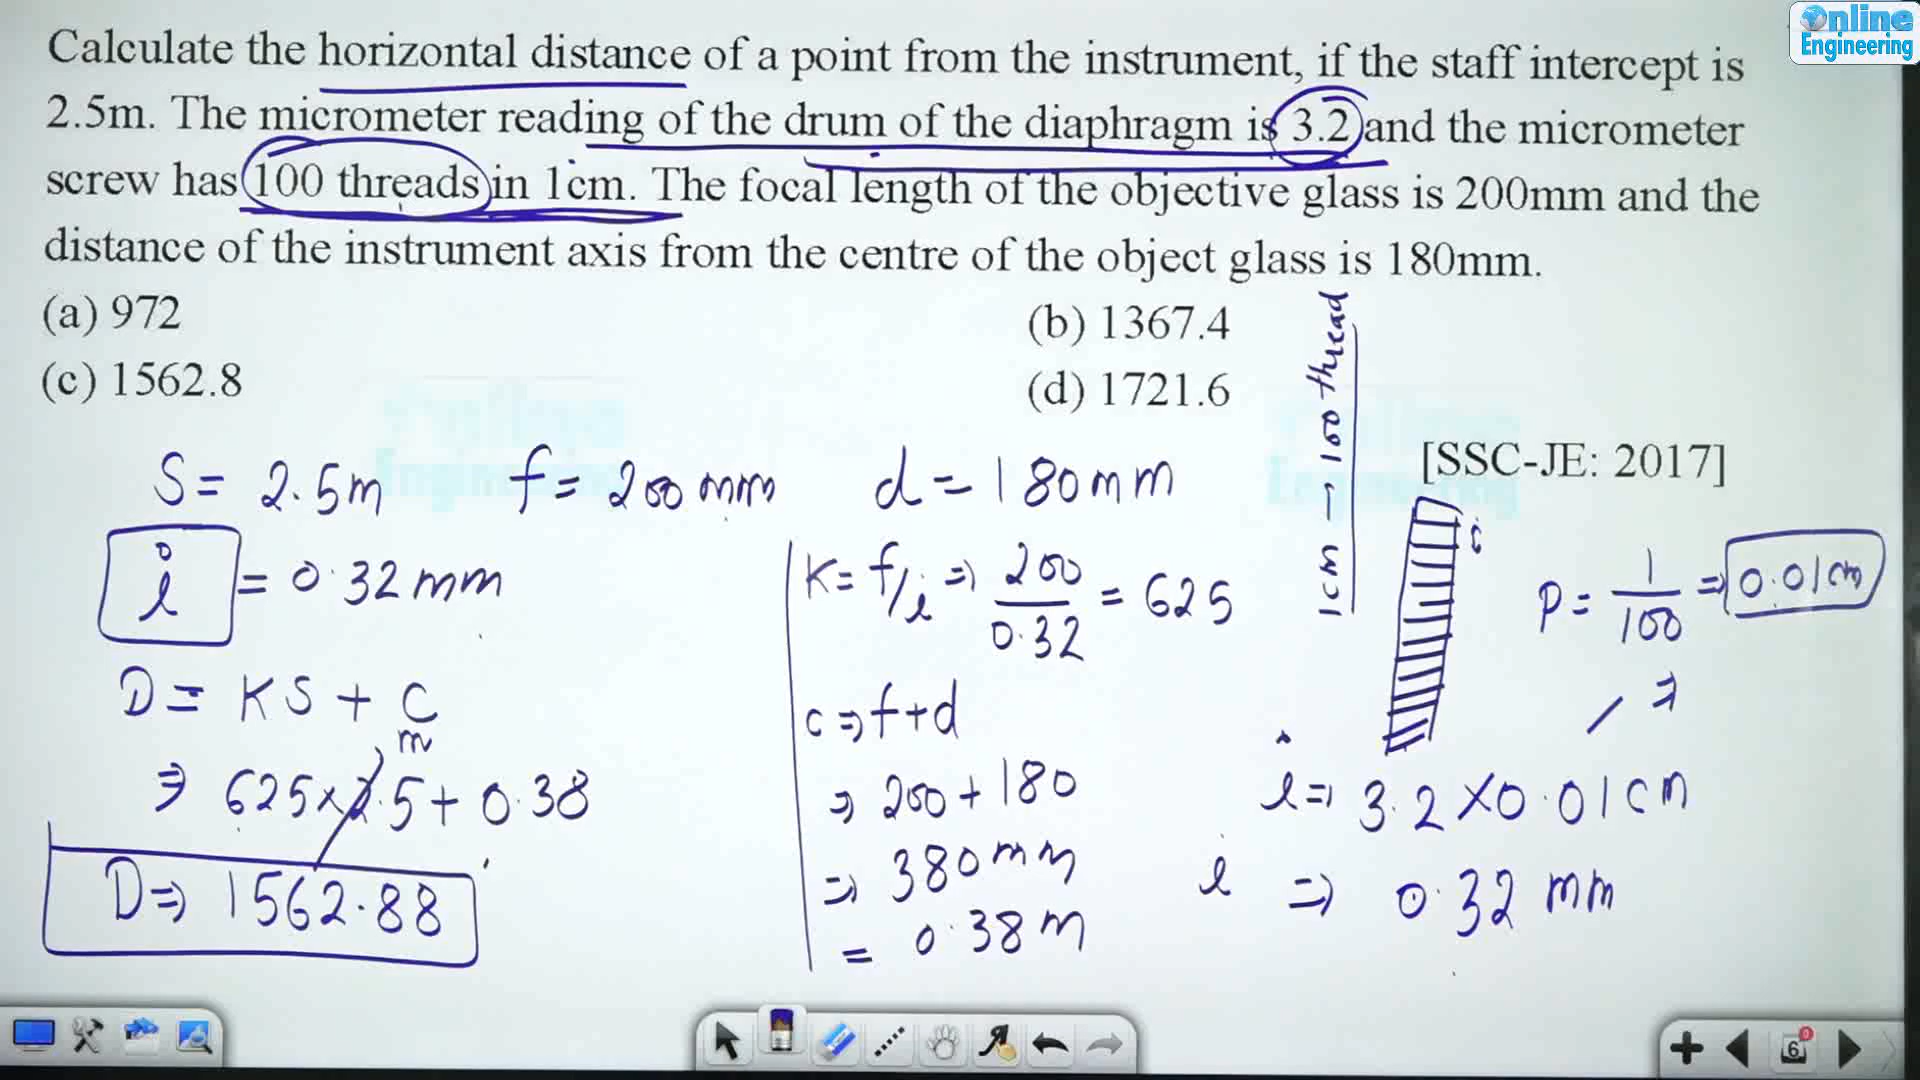 Online
Engineering
Calculate the horizontal distance of a point from the instrument, if the staff intercept is
2.5m. The micrometer reading of the drum of the diaphragm is 3.2 and the micrometer
screw has 100 threads in 1cm. The focal length of the objective glass is 200mm and the
distance of the instrument axis from the centre of the object glass is 180mm.
(a) 972
(b) 1367.4
(c) 1562.8
(d) 1721.6
[SSC-JE: 2017]
1cm — 100 thread
S = 2.5m f = 200 mm d = 180mm
i = 0.32 mm
D = KS + C
m
⇒ 625×2.5 + 0.38
D ⇒ 1562.88
K = f/i ⇒ 200/0.32 = 625
c ⇒ f+d
⇒ 200 + 180
⇒ 380mm
= 0.38 m
P = 1/100 ⇒ 0.01cm
⇒
i ⇒ 3.2 × 0.01cm
i ⇒ 0.32 mm
6
0